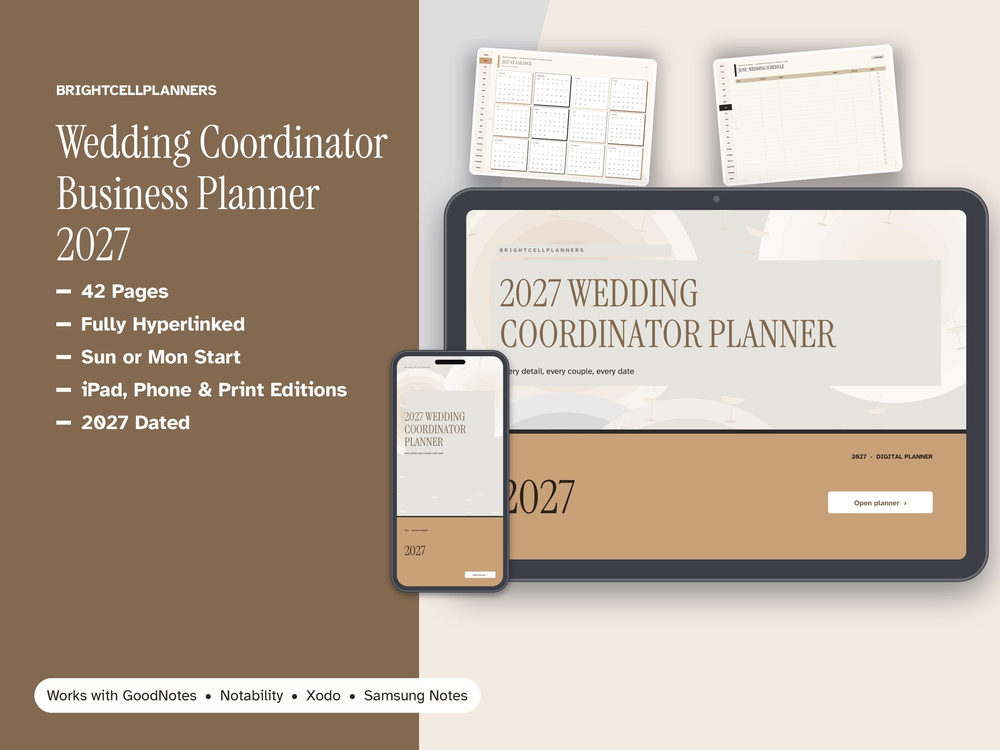 BRIGHTCELLPLANNERS
Wedding Coordinator
Business Planner
2027
42 Pages
Fully Hyperlinked
Sun or Mon Start
iPad, Phone & Print Editions
2027 Dated
Works with GoodNotes • Notability • Xodo • Samsung Notes
2027 AT A GLANCE
JUNE · WEDDING SCHEDULE
BRIGHTCELLPLANNERS
2027 WEDDING
COORDINATOR PLANNER
every detail, every couple, every date
2027 · DIGITAL PLANNER
2027
Open planner ›
2027 WEDDING
COORDINATOR
PLANNER
2027